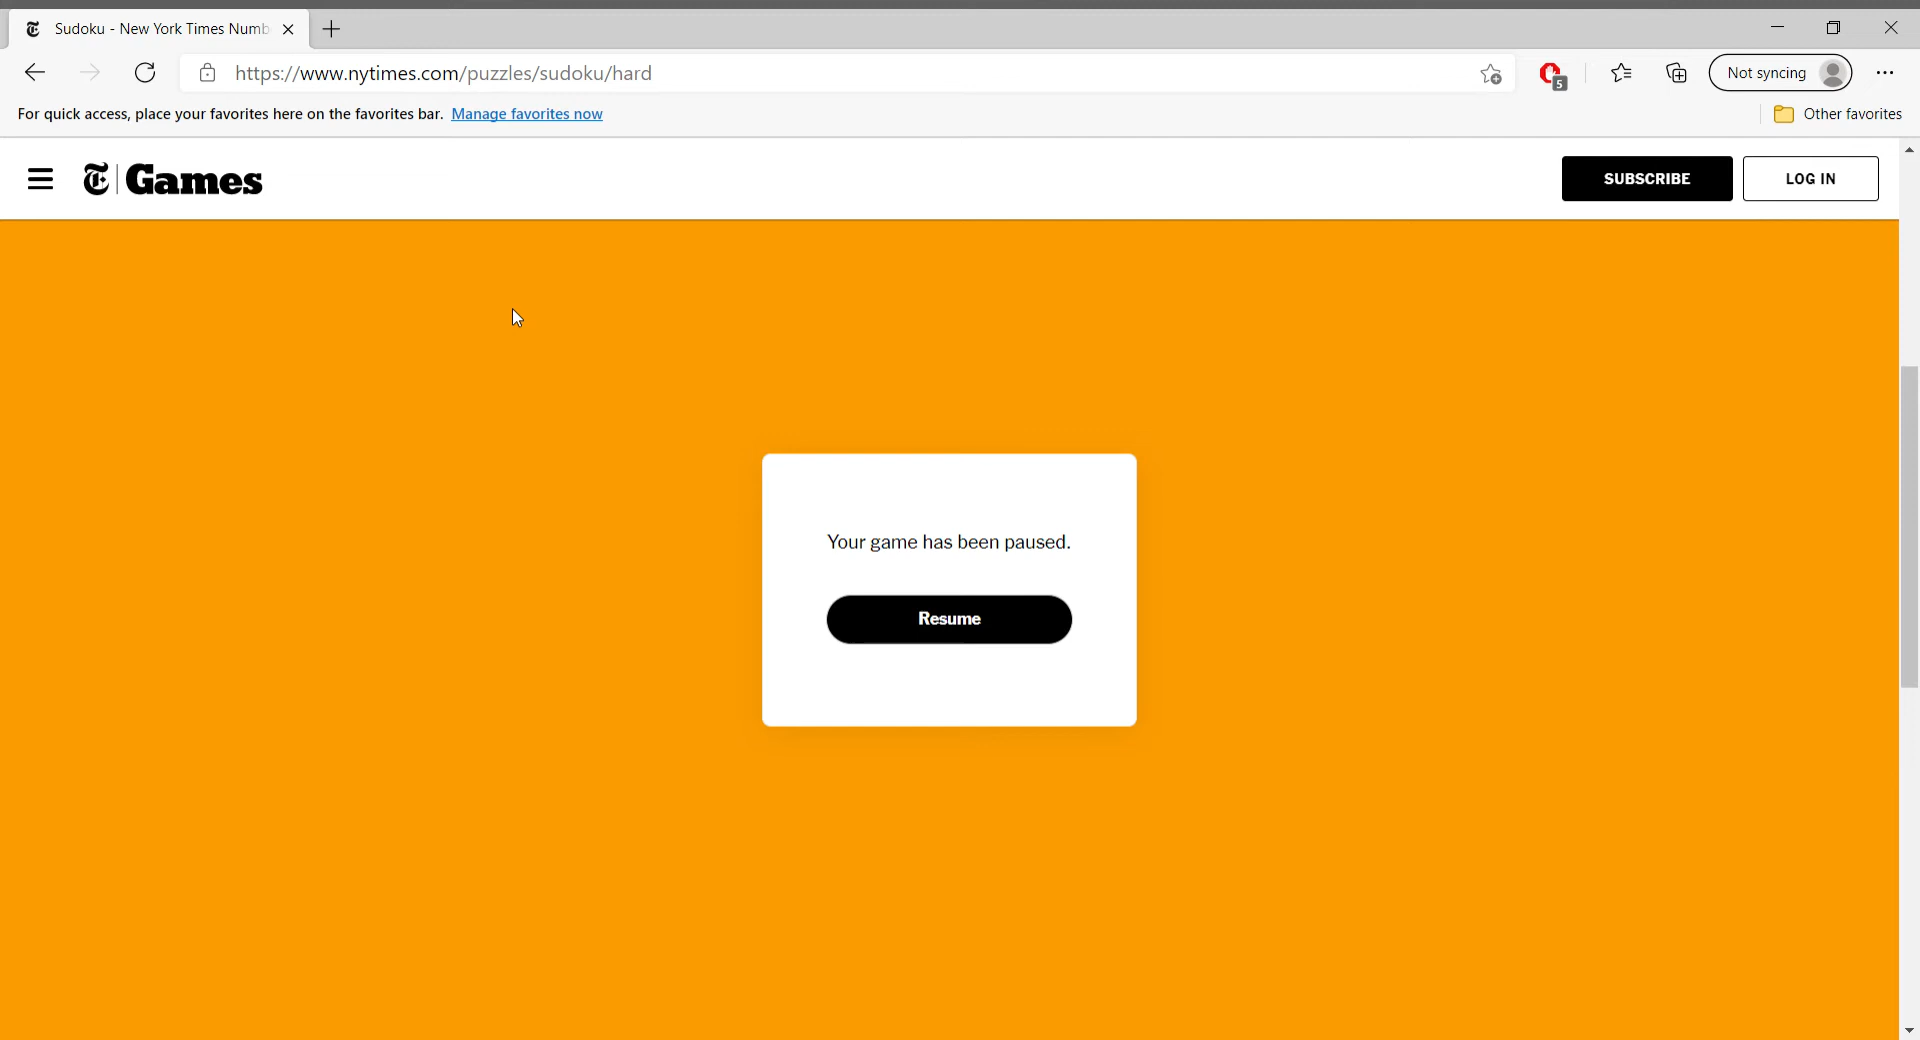 Sudoku - New York Times Numb
https://www.nytimes.com/puzzles/sudoku/hard
5
Not syncing
For quick access, place your favorites here on the favorites bar. Manage favorites now
Other favorites
T Games
SUBSCRIBE
LOG IN
Your game has been paused.
Resume